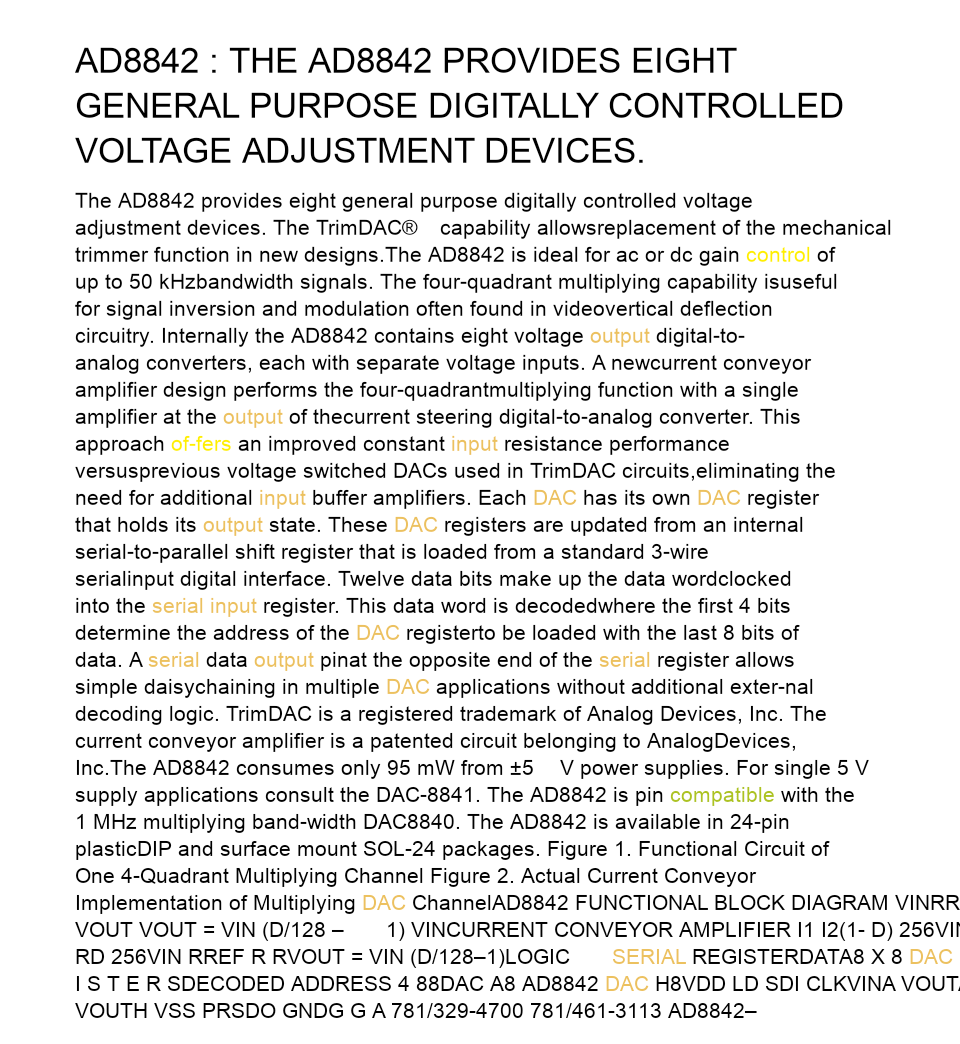 AD8842 : THE AD8842 PROVIDES EIGHT
GENERAL PURPOSE DIGITALLY CONTROLLED
VOLTAGE ADJUSTMENT DEVICES.
The AD8842 provides eight general purpose digitally controlled voltage
adjustment devices. The TrimDAC® capability allowsreplacement of the mechanical
trimmer function in new designs.The AD8842 is ideal for ac or dc gain control of
up to 50 kHzbandwidth signals. The four-quadrant multiplying capability isuseful
for signal inversion and modulation often found in videovertical deflection
circuitry. Internally the AD8842 contains eight voltage output digital-to-
analog converters, each with separate voltage inputs. A newcurrent conveyor
amplifier design performs the four-quadrantmultiplying function with a single
amplifier at the output of thecurrent steering digital-to-analog converter. This
approach of-fers an improved constant input resistance performance
versusprevious voltage switched DACs used in TrimDAC circuits,eliminating the
need for additional input buffer amplifiers. Each DAC has its own DAC register
that holds its output state. These DAC registers are updated from an internal
serial-to-parallel shift register that is loaded from a standard 3-wire
serialinput digital interface. Twelve data bits make up the data wordclocked
into the serial input register. This data word is decodedwhere the first 4 bits
determine the address of the DAC registerto be loaded with the last 8 bits of
data. A serial data output pinat the opposite end of the serial register allows
simple daisychaining in multiple DAC applications without additional exter-nal
decoding logic. TrimDAC is a registered trademark of Analog Devices, Inc. The
current conveyor amplifier is a patented circuit belonging to AnalogDevices,
Inc.The AD8842 consumes only 95 mW from ±5 V power supplies. For single 5 V
supply applications consult the DAC-8841. The AD8842 is pin compatible with the
1 MHz multiplying band-width DAC8840. The AD8842 is available in 24-pin
plasticDIP and surface mount SOL-24 packages. Figure 1. Functional Circuit of
One 4-Quadrant Multiplying Channel Figure 2. Actual Current Conveyor
Implementation of Multiplying DAC ChannelAD8842 FUNCTIONAL BLOCK DIAGRAM VINRR
VOUT VOUT = VIN (D/128 – 1) VINCURRENT CONVEYOR AMPLIFIER I1 I2(1- D) 256VIN
RD 256VIN RREF R RVOUT = VIN (D/128–1)LOGIC SERIAL REGISTERDATA8 X 8 DAC
I S T E R SDECODED ADDRESS 4 88DAC A8 AD8842 DAC H8VDD LD SDI CLKVINA VOUTA
VOUTH VSS PRSDO GNDG G A 781/329-4700 781/461-3113 AD8842–